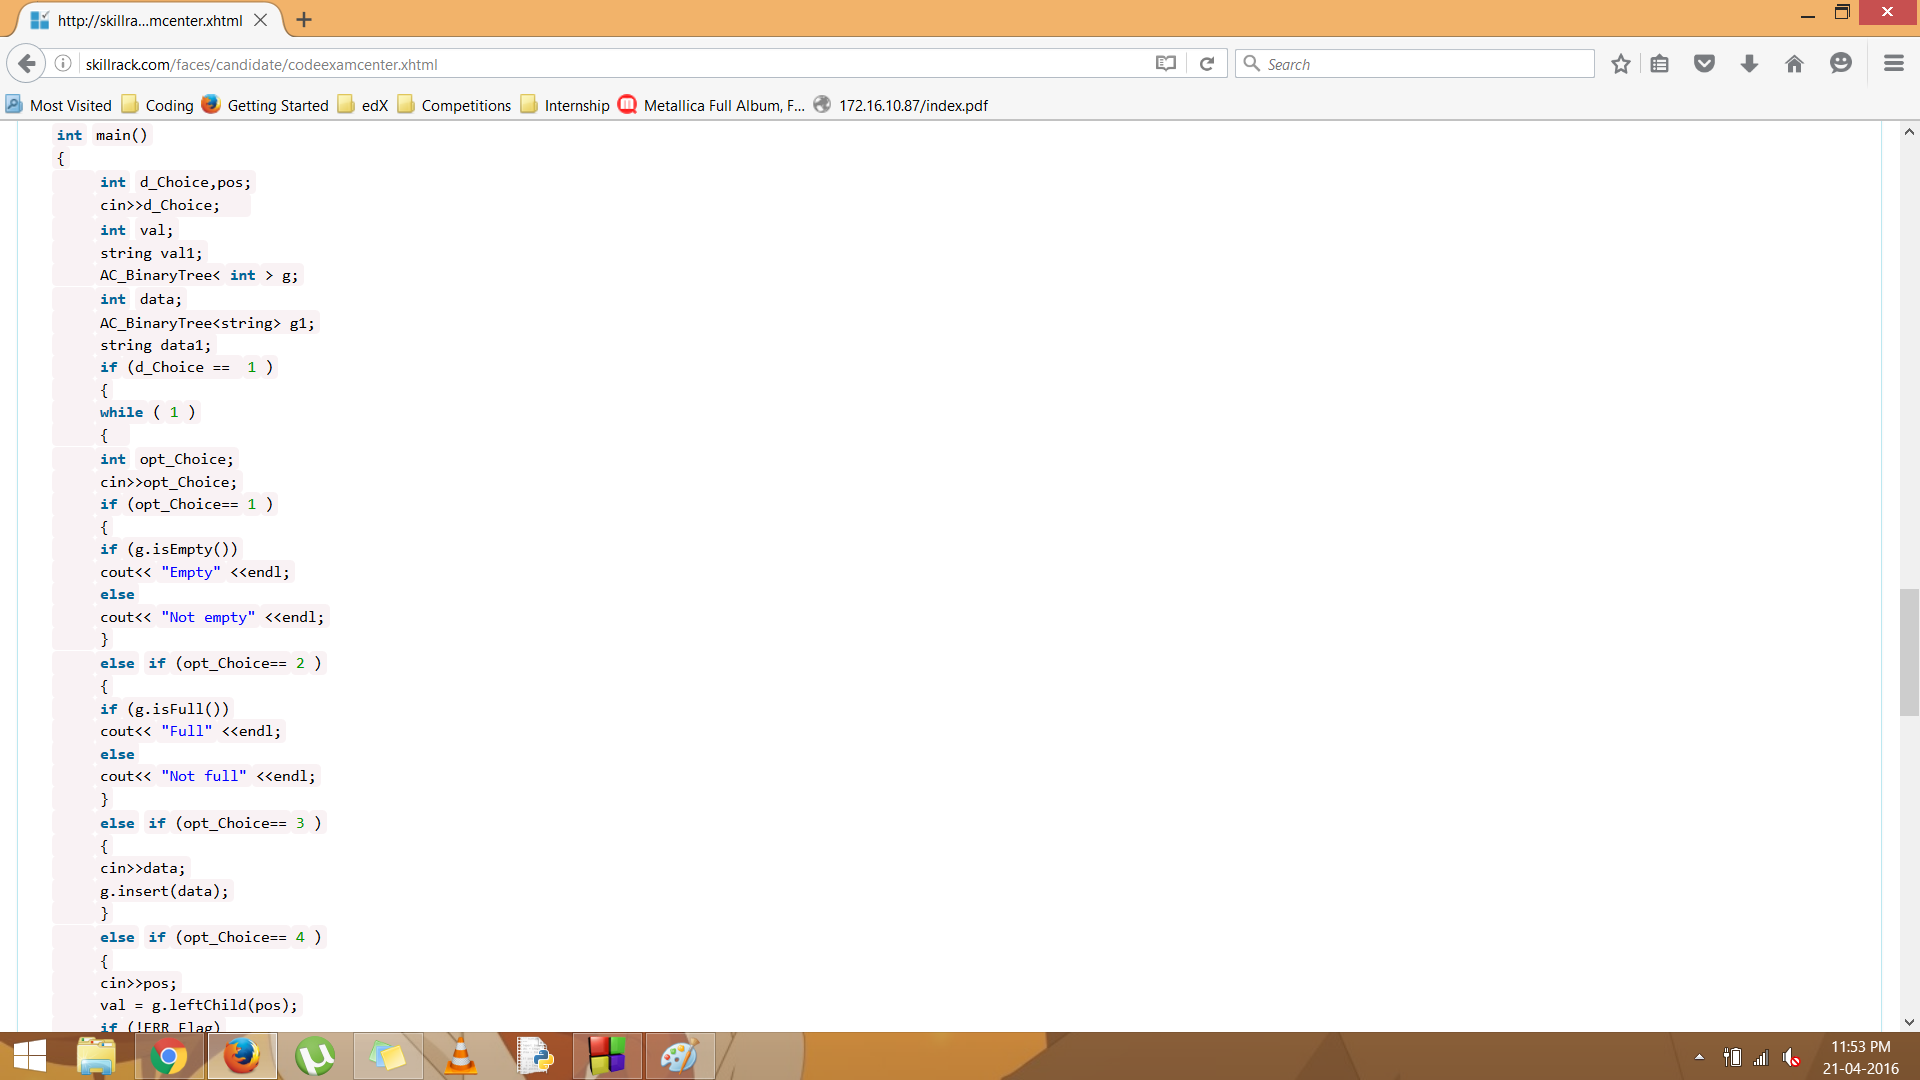 http://skillra...mcenter.xhtml
skillrack.com/faces/candidate/codeexamcenter.xhtml
Search
Most Visited Coding Getting Started edX Competitions Internship Metallica Full Album, F... 172.16.10.87/index.pdf
int main()
{
int d_Choice,pos;
cin>>d_Choice;
int val;
string val1;
AC_BinaryTree< int > g;
int data;
AC_BinaryTree<string> g1;
string data1;
if (d_Choice == 1 )
{
while ( 1 )
{
int opt_Choice;
cin>>opt_Choice;
if (opt_Choice== 1 )
{
if (g.isEmpty())
cout<< "Empty" <<endl;
else
cout<< "Not empty" <<endl;
}
else if (opt_Choice== 2 )
{
if (g.isFull())
cout<< "Full" <<endl;
else
cout<< "Not full" <<endl;
}
else if (opt_Choice== 3 )
{
cin>>data;
g.insert(data);
}
else if (opt_Choice== 4 )
{
cin>>pos;
val = g.leftChild(pos);
if (!ERR_Flag)
11:53 PM
21-04-2016